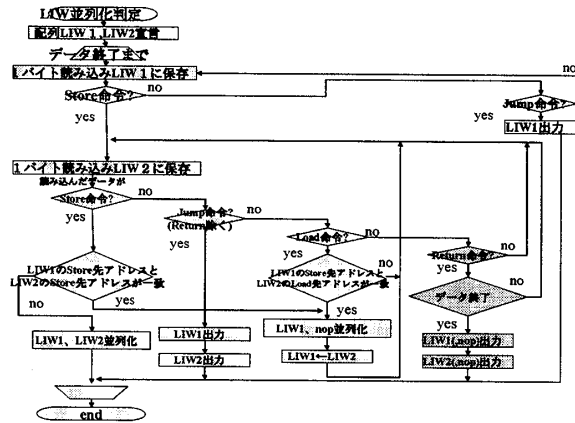 LIW並列化判定
配列LIW1,LIW2宣言
データ終了まで
1バイト読み込みLIW1に保存
no
Store命令?
no
Jump命令?
yes
yes
LIW1出力
1バイト読み込みLIW2に保存
読み込んだデータが
Store命令?
no
Jump命令?
(Return除く)
no
Load命令?
no
Return命令?
no
yes
yes
yes
yes
LIW1のStore先アドレスと
LIW2のStore先アドレスが一致
LIW1のStore先アドレスと
LIW2のLoad先アドレスが一致
no
データ終了
no
no
yes
yes
yes
LIW1、LIW2並列化
LIW1出力
LIW1、nop並列化
LIW1(,nop)出力
LIW2出力
LIW1←LIW2
LIW2(,nop)出力
end